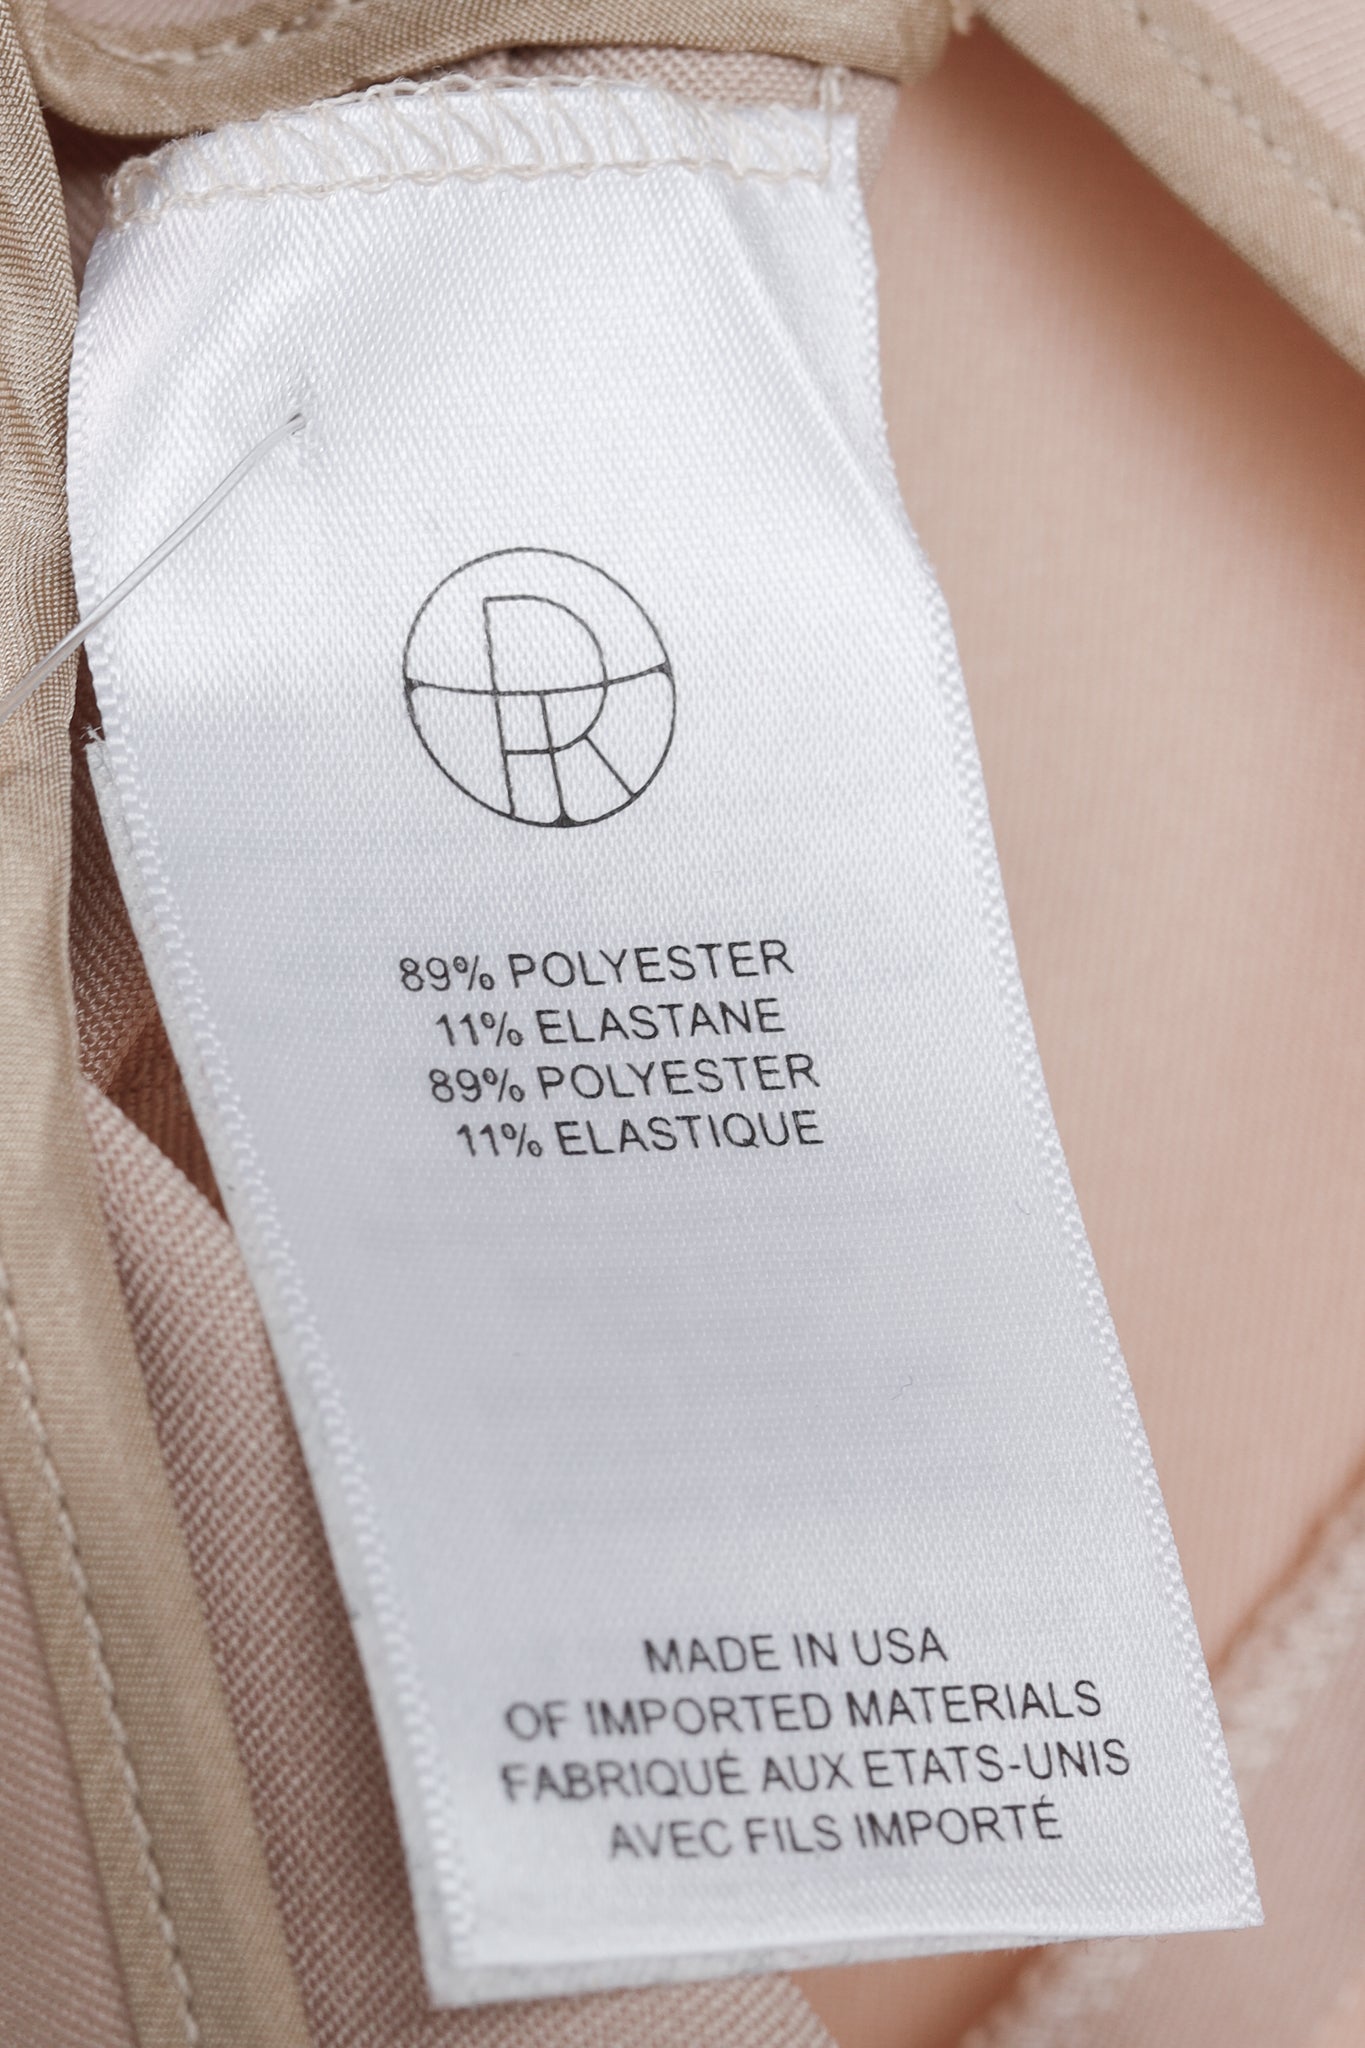 89% POLYESTER
11% ELASTANE
89% POLYESTER
11% ELASTIQUE
MADE IN USA
OF IMPORTED MATERIALS
FABRIQUÉ AUX ETATS-UNIS
AVEC FILS IMPORTÉ